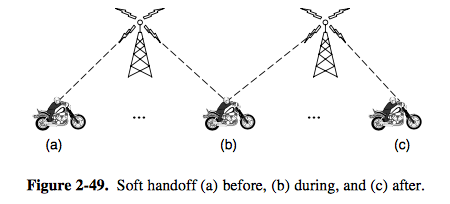 ... ...
(a) (b) (c)
Figure 2-49. Soft handoff (a) before, (b) during, and (c) after.